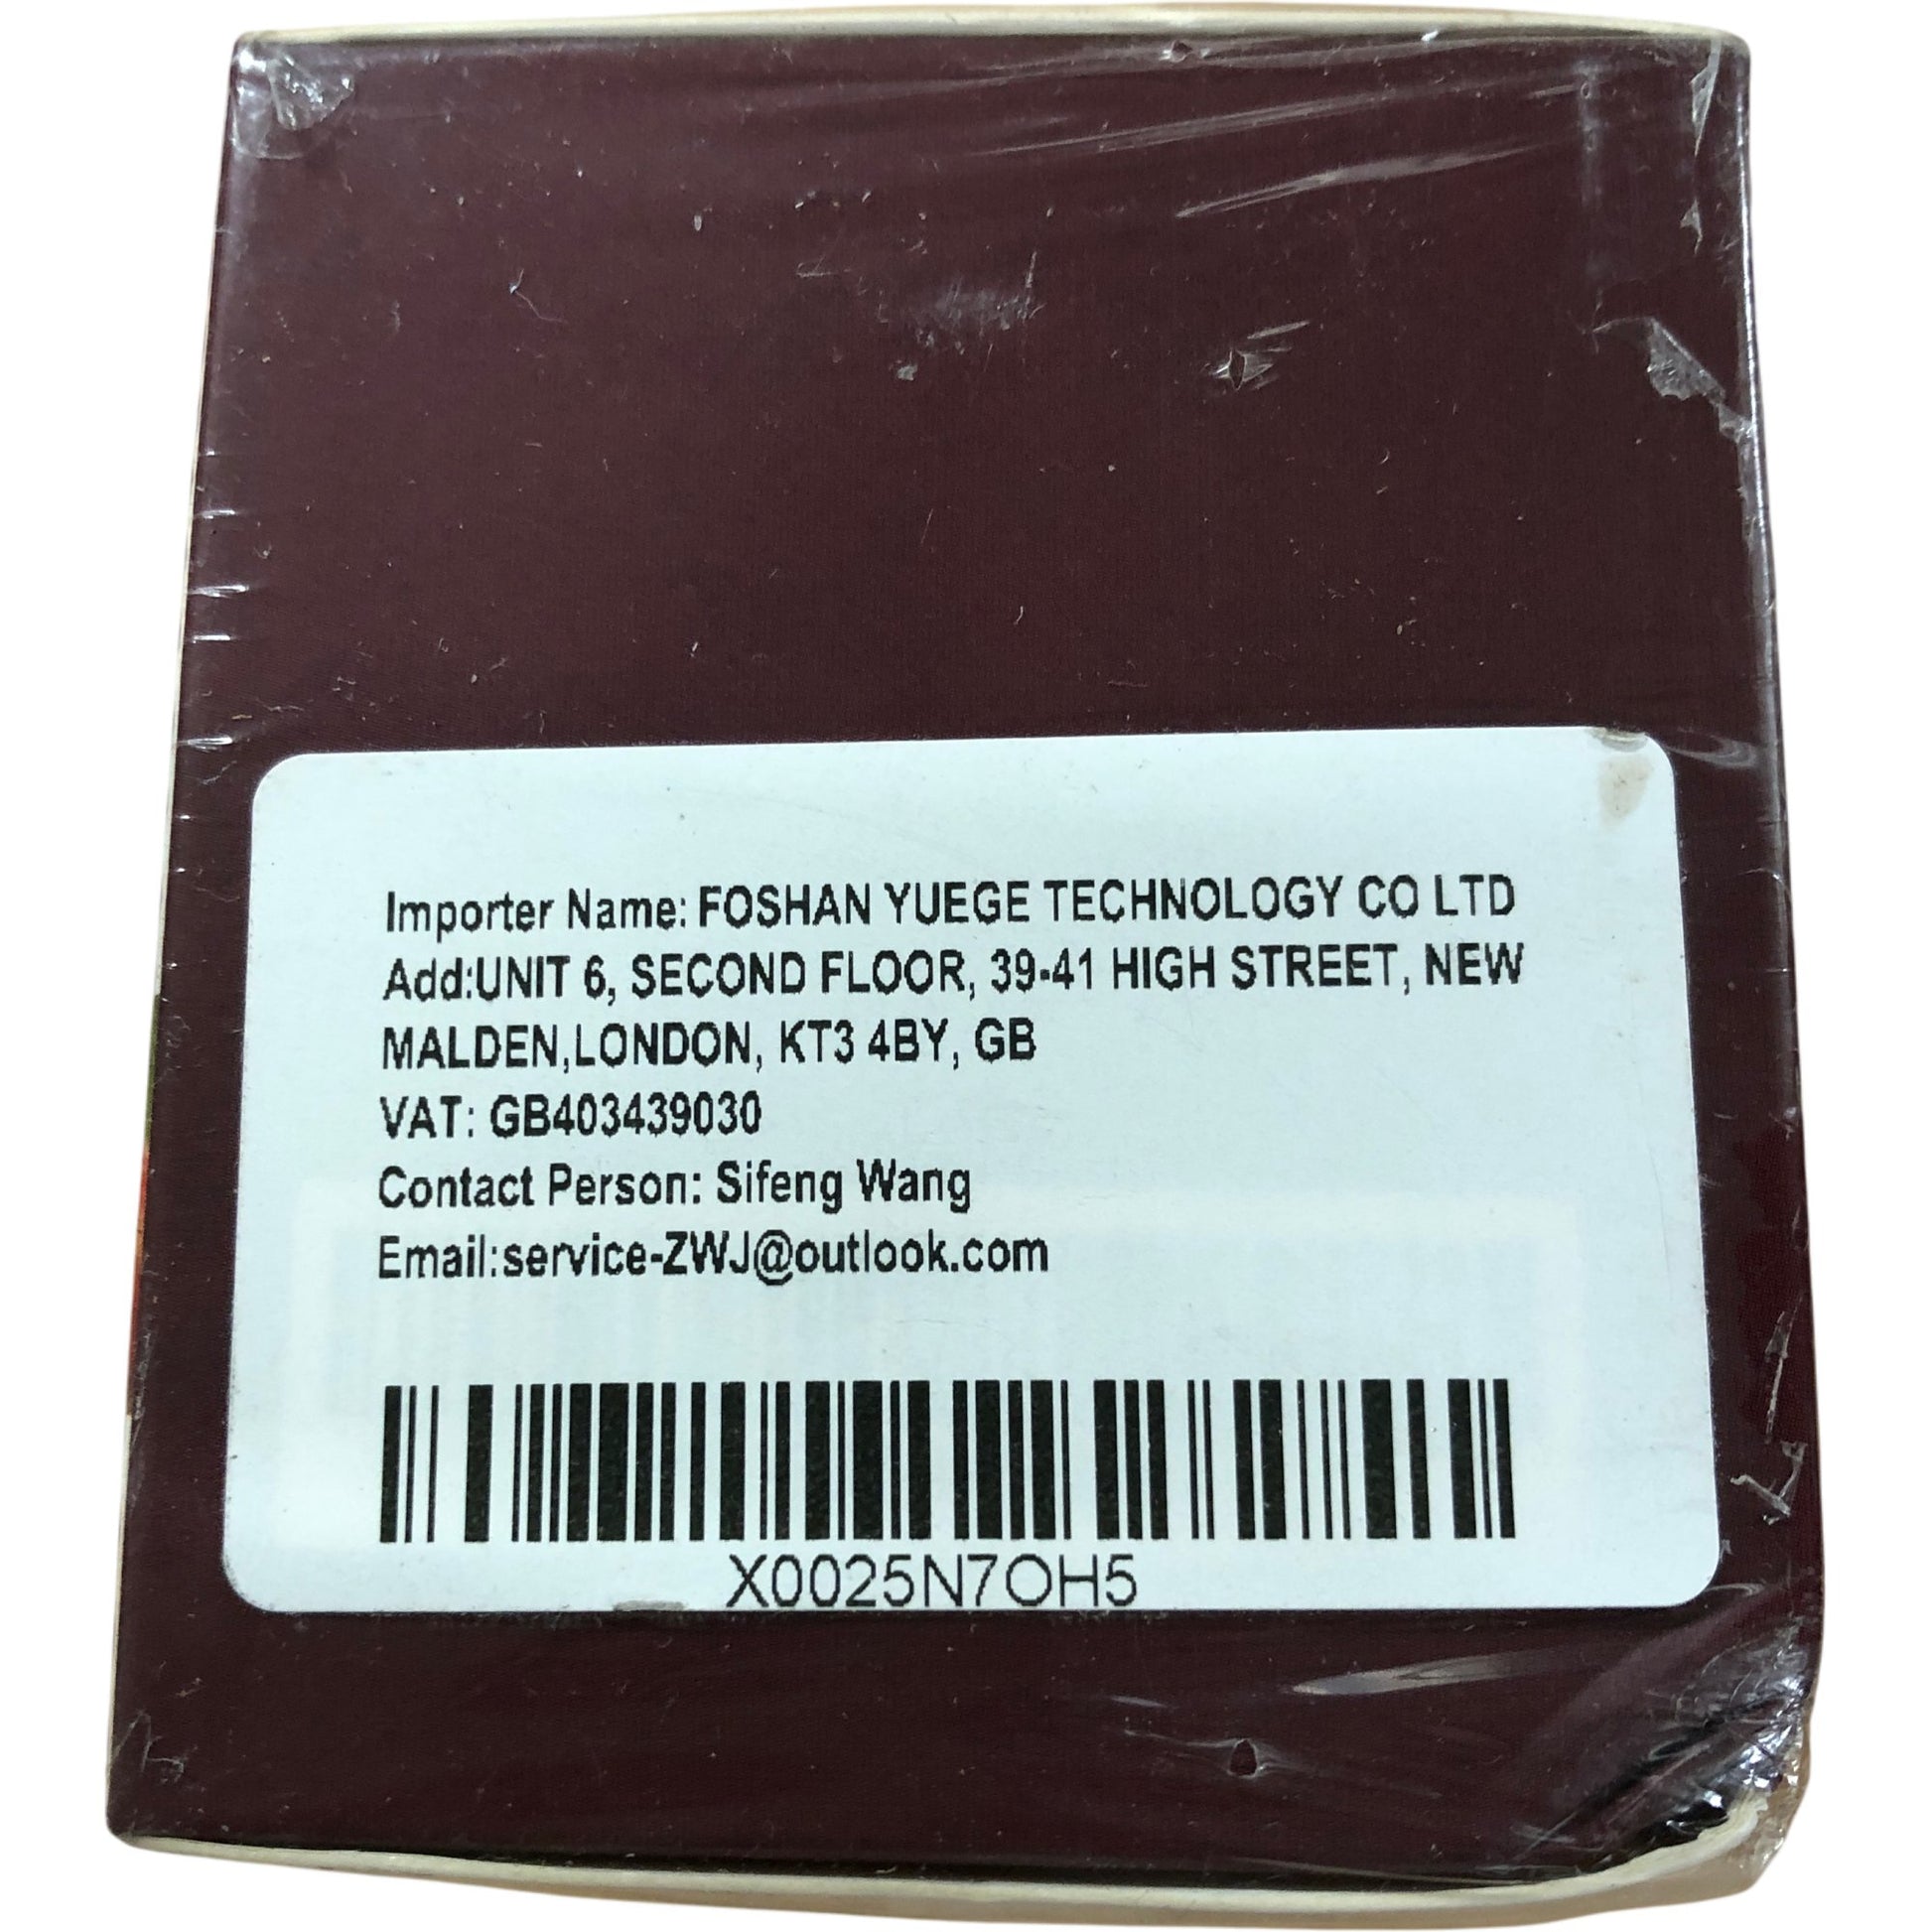 Importer Name: FOSHAN YUEGE TECHNOLOGY CO LTD
Add:UNIT 6, SECOND FLOOR, 39-41 HIGH STREET, NEW
MALDEN,LONDON, KT3 4BY, GB
VAT: GB403439030
Contact Person: Sifeng Wang
Email:service-ZWJ@outlook.com
X0025N7OH5